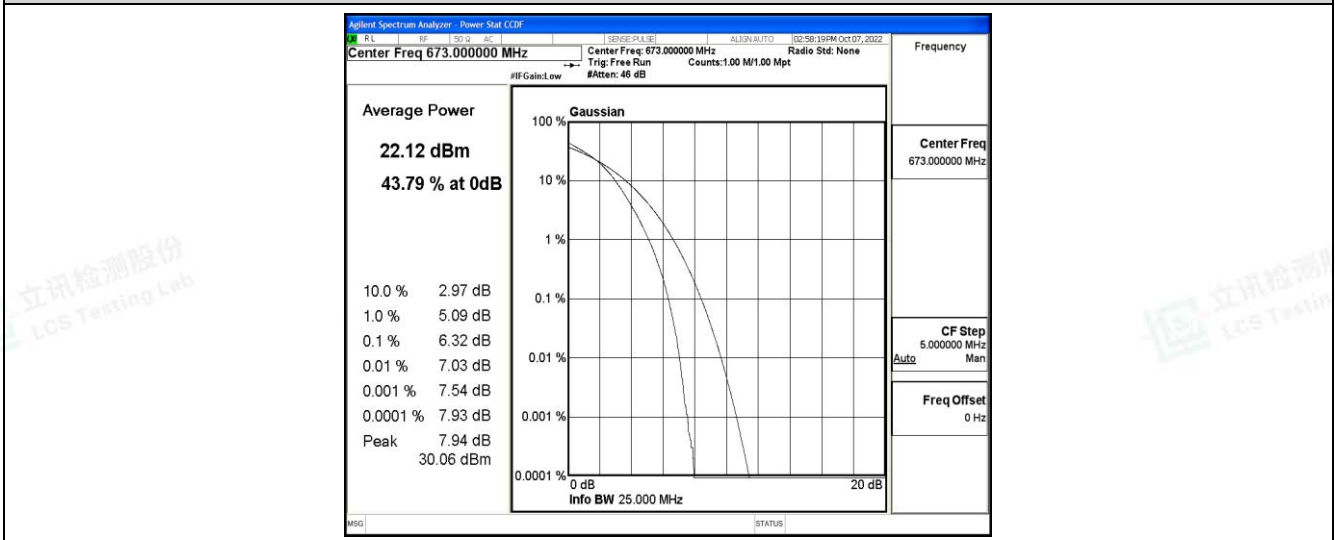 Agilent Spectrum Analyzer - Power Stat CCDF
RL RF 50 Ω AC SENSE:PULSE ALIGN AUTO 02:58:19 PM Oct 07, 2022
Center Freq 673.000000 MHz
Center Freq: 673.000000 MHz Radio Std: None
Trig: Free Run Counts:1.00 M/1.00 Mpt
#IFGain:Low #Atten: 46 dB
Frequency
Average Power
22.12 dBm
43.79 % at 0dB
10.0 % 2.97 dB
1.0 % 5.09 dB
0.1 % 6.32 dB
0.01 % 7.03 dB
0.001 % 7.54 dB
0.0001 % 7.93 dB
Peak 7.94 dB
30.06 dBm
Gaussian
100 %
10 %
1 %
0.1 %
0.01 %
0.001 %
0.0001 %
0 dB 20 dB
Info BW 25.000 MHz
Center Freq
673.000000 MHz
CF Step
5.000000 MHz
Auto Man
Freq Offset
0 Hz
MSG STATUS
立讯检测股份
LCS Testing Lab
立讯检测
LCS Testin